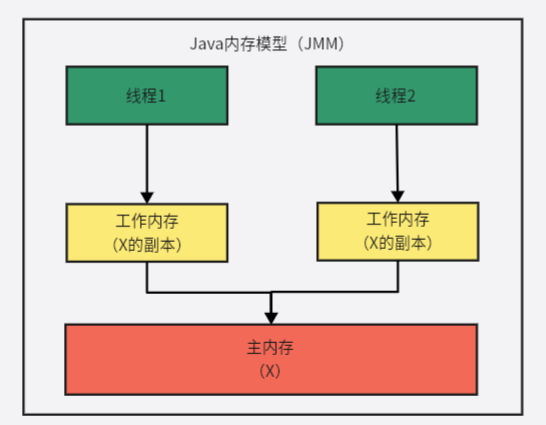 Java内存模型（JMM）
线程1
线程2
工作内存
（X的副本）
工作内存
（X的副本）
主内存
（X）